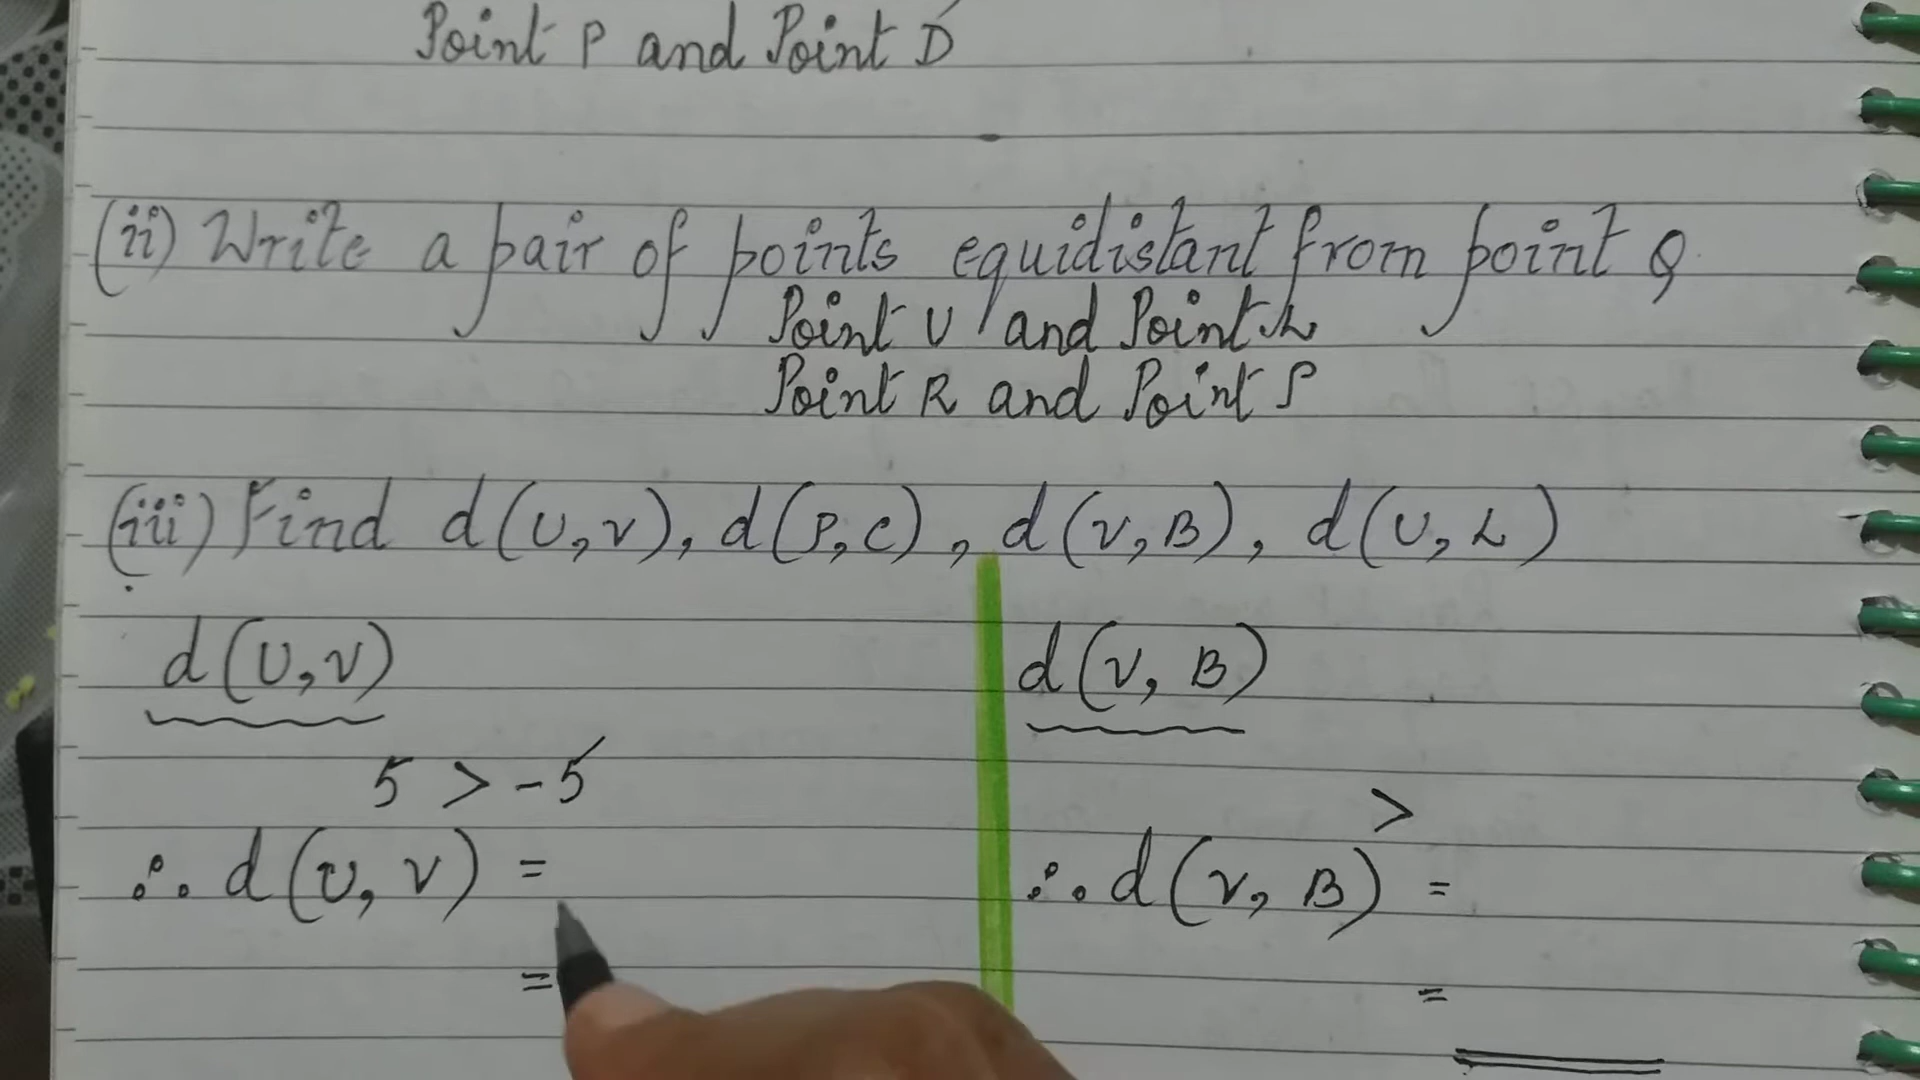 Point P and Point D
(ii) Write a pair of points equidistant from point Q.
Point U and Point L
Point R and Point P
(iii) Find d(U,V), d(P,C), d(V,B), d(U,L)
d(U,V)
5 > -5
∴ d(U,V) =
=
d(V,B)
>
∴ d(V,B) =
=